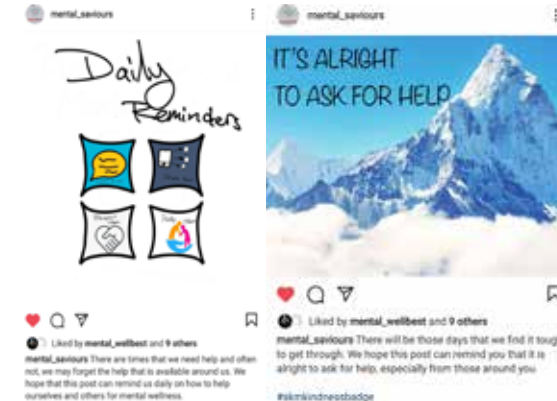 mental_saviours
Daily
Reminders
Liked by mental_wellbest and 9 others
mental_saviours There are times that we need help and often
not, we may forget the help that is available around us. We
hope that this post can remind us daily on how to help
ourselves and others for mental wellness.
mental_saviours
IT'S ALRIGHT
TO ASK FOR HELP
Liked by mental_wellbest and 9 others
mental_saviours There will be those days that we find it toug
to get through. We hope this post can remind you that it is
alright to ask for help, especially from those around you.
#skmkindnessbadge